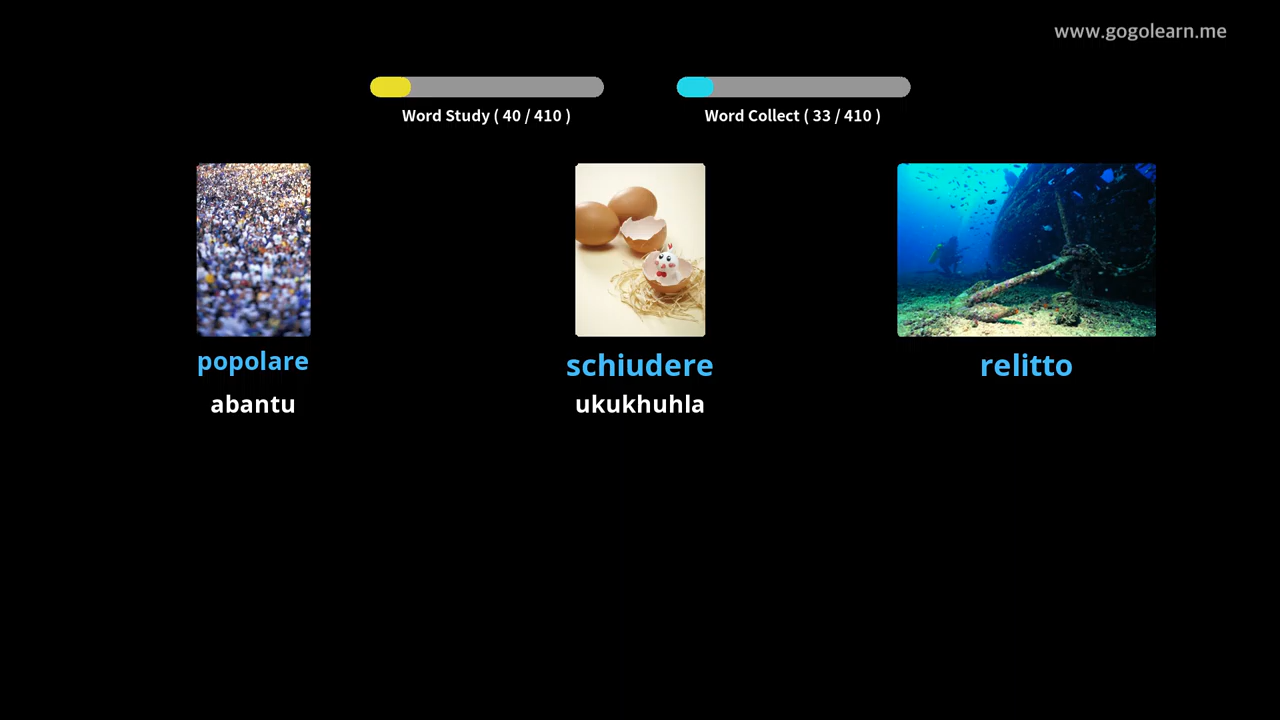 www.gogolearn.me
Word Study ( 40 / 410 )
Word Collect ( 33 / 410 )
popolare
schiudere
relitto
abantu
ukukhuhla